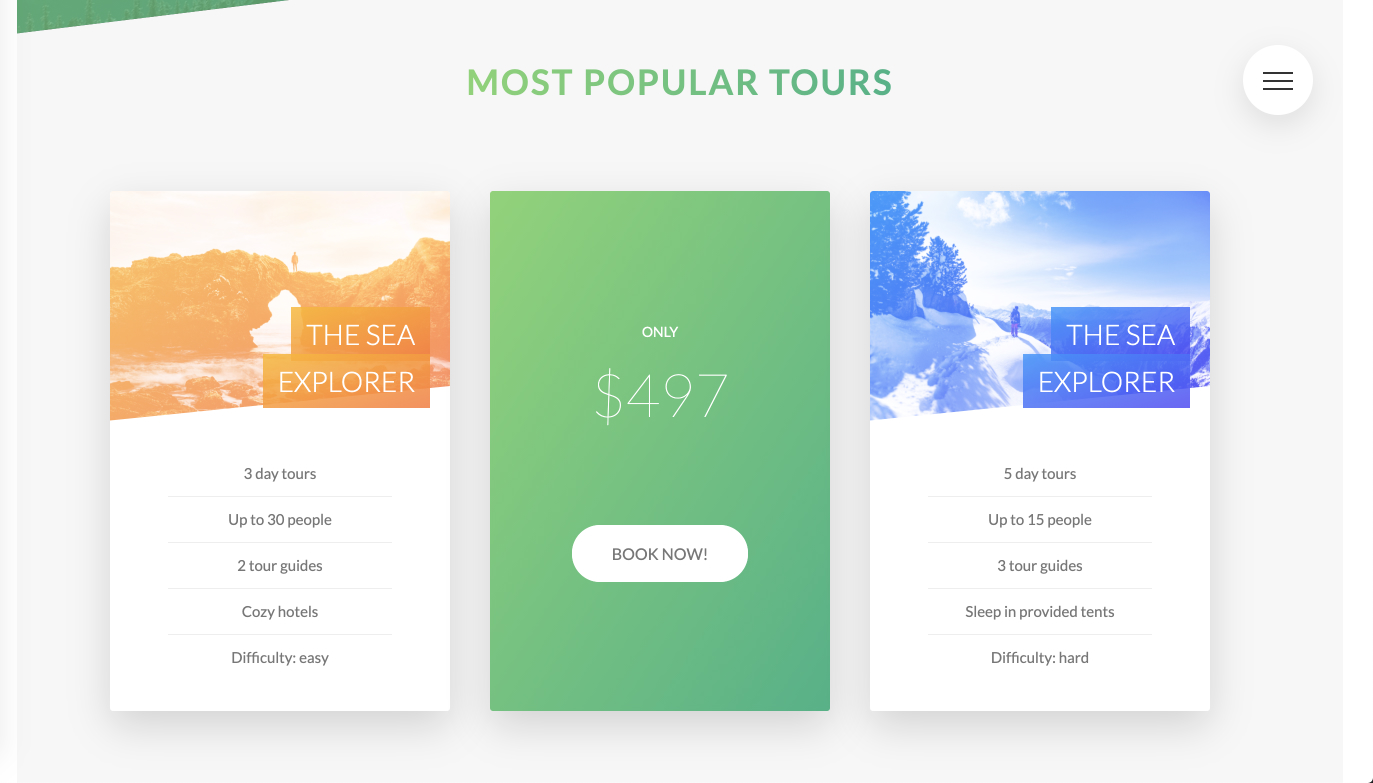 MOST POPULAR TOURS
THE SEA
EXPLORER
3 day tours
Up to 30 people
2 tour guides
Cozy hotels
Difficulty: easy
ONLY
$497
BOOK NOW!
THE SEA
EXPLORER
5 day tours
Up to 15 people
3 tour guides
Sleep in provided tents
Difficulty: hard